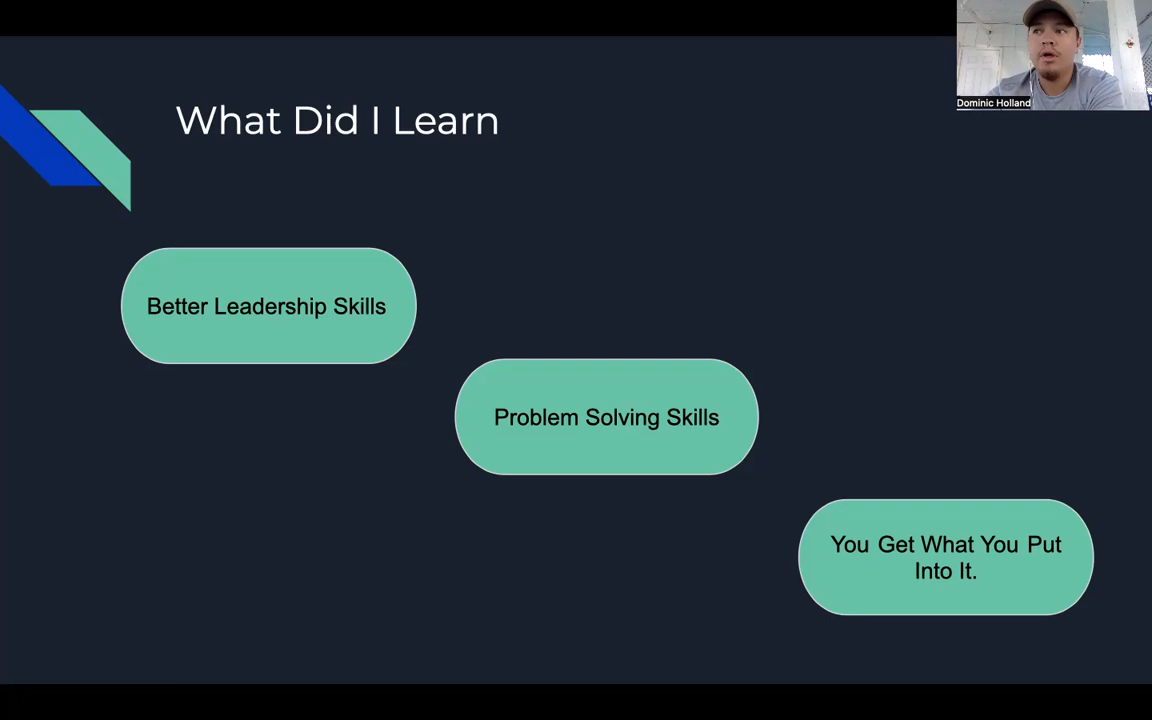 Dominic Holland
What Did I Learn
Better Leadership Skills
Problem Solving Skills
You Get What You Put
Into It.